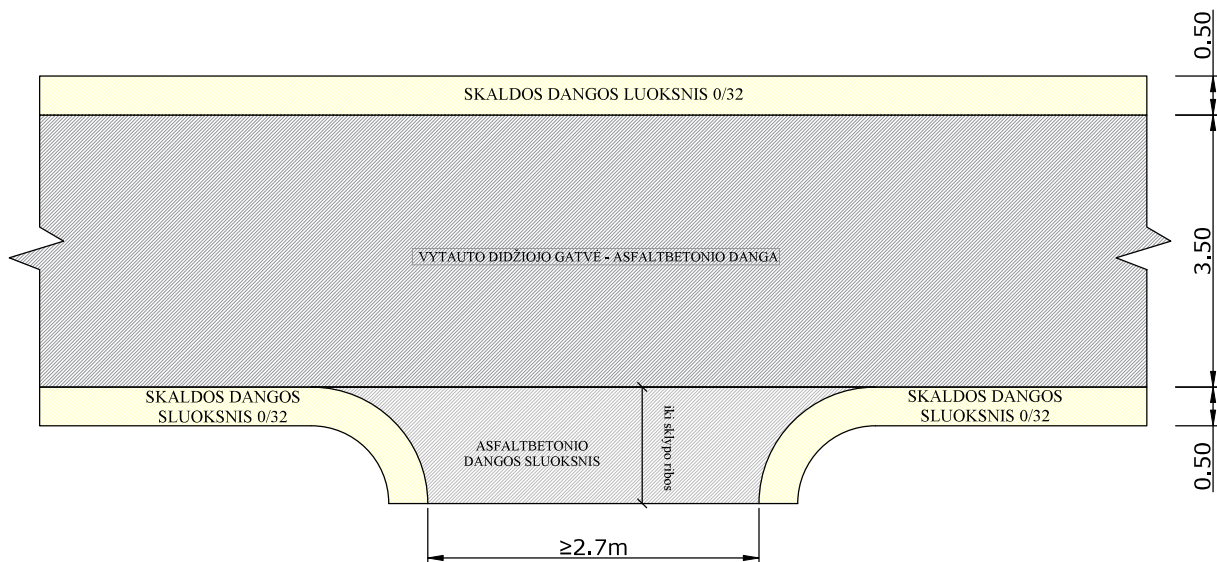 0.50
SKALDOS DANGOS LUOKSNIS 0/32
VYTAUTO DIDŽIOJO GATVĖ - ASFALTBETONIO DANGA
3.50
SKALDOS DANGOS
SLUOKSNIS 0/32
ASFALTBETONIO
DANGOS SLUOKSNIS
iki sklypo ribos
SKALDOS DANGOS
SLUOKSNIS 0/32
0.50
≥2.7m